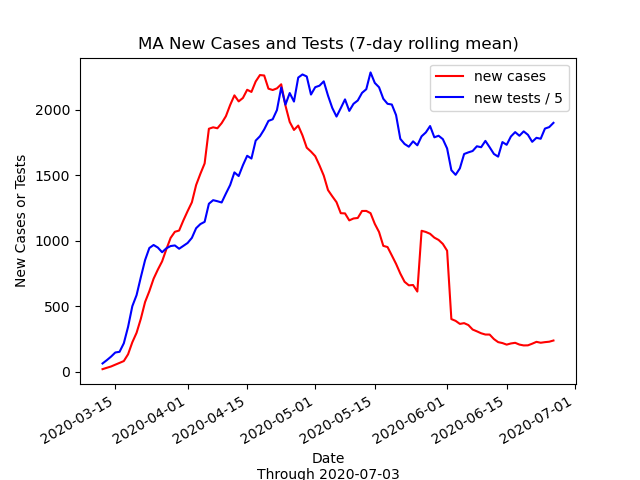 MA New Cases and Tests (7-day rolling mean)
new cases
new tests / 5
New Cases or Tests
2000
1500
1000
500
0
2020-03-15
2020-04-01
2020-04-15
2020-05-01
2020-05-15
2020-06-01
2020-06-15
2020-07-01
Date
Through 2020-07-03